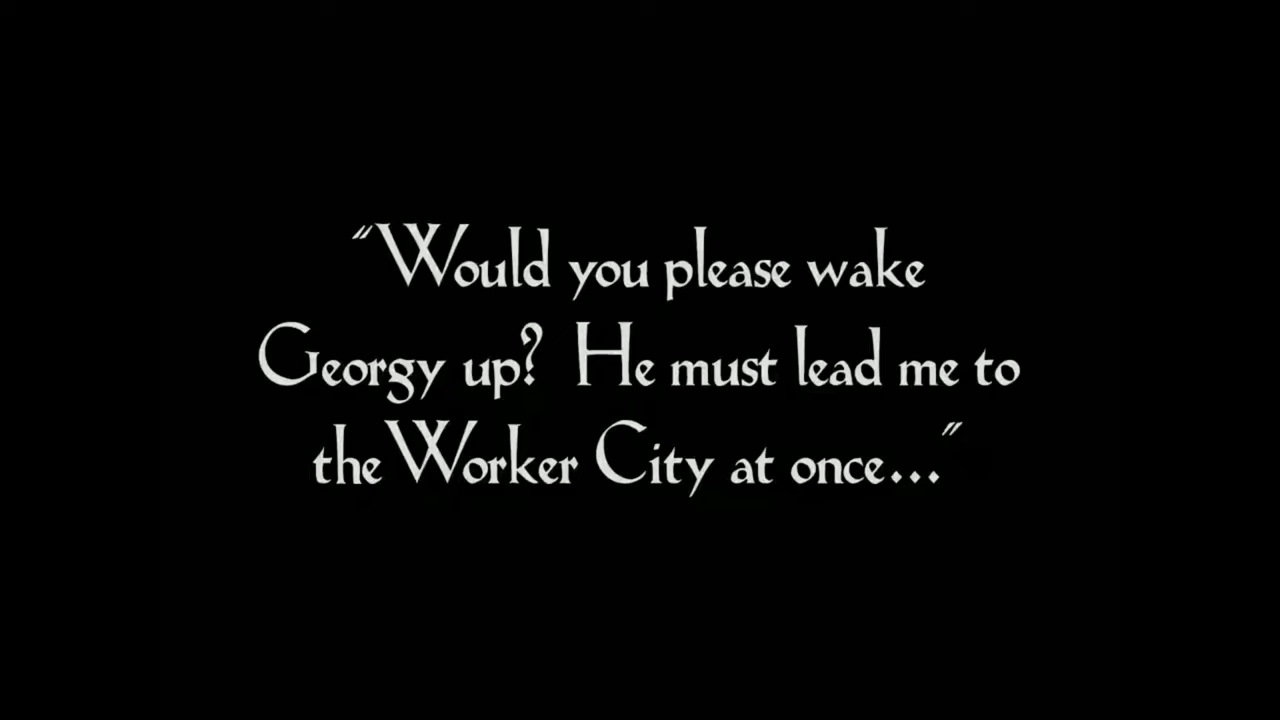 "Would you please wake
Georgy up? He must lead me to
the Worker City at once..."